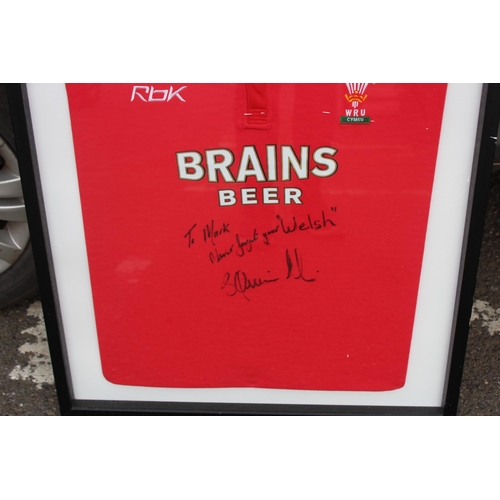 Rbk
WRU
CYMRU
BRAINS
BEER
To Mark
Never forget your "Welsh"